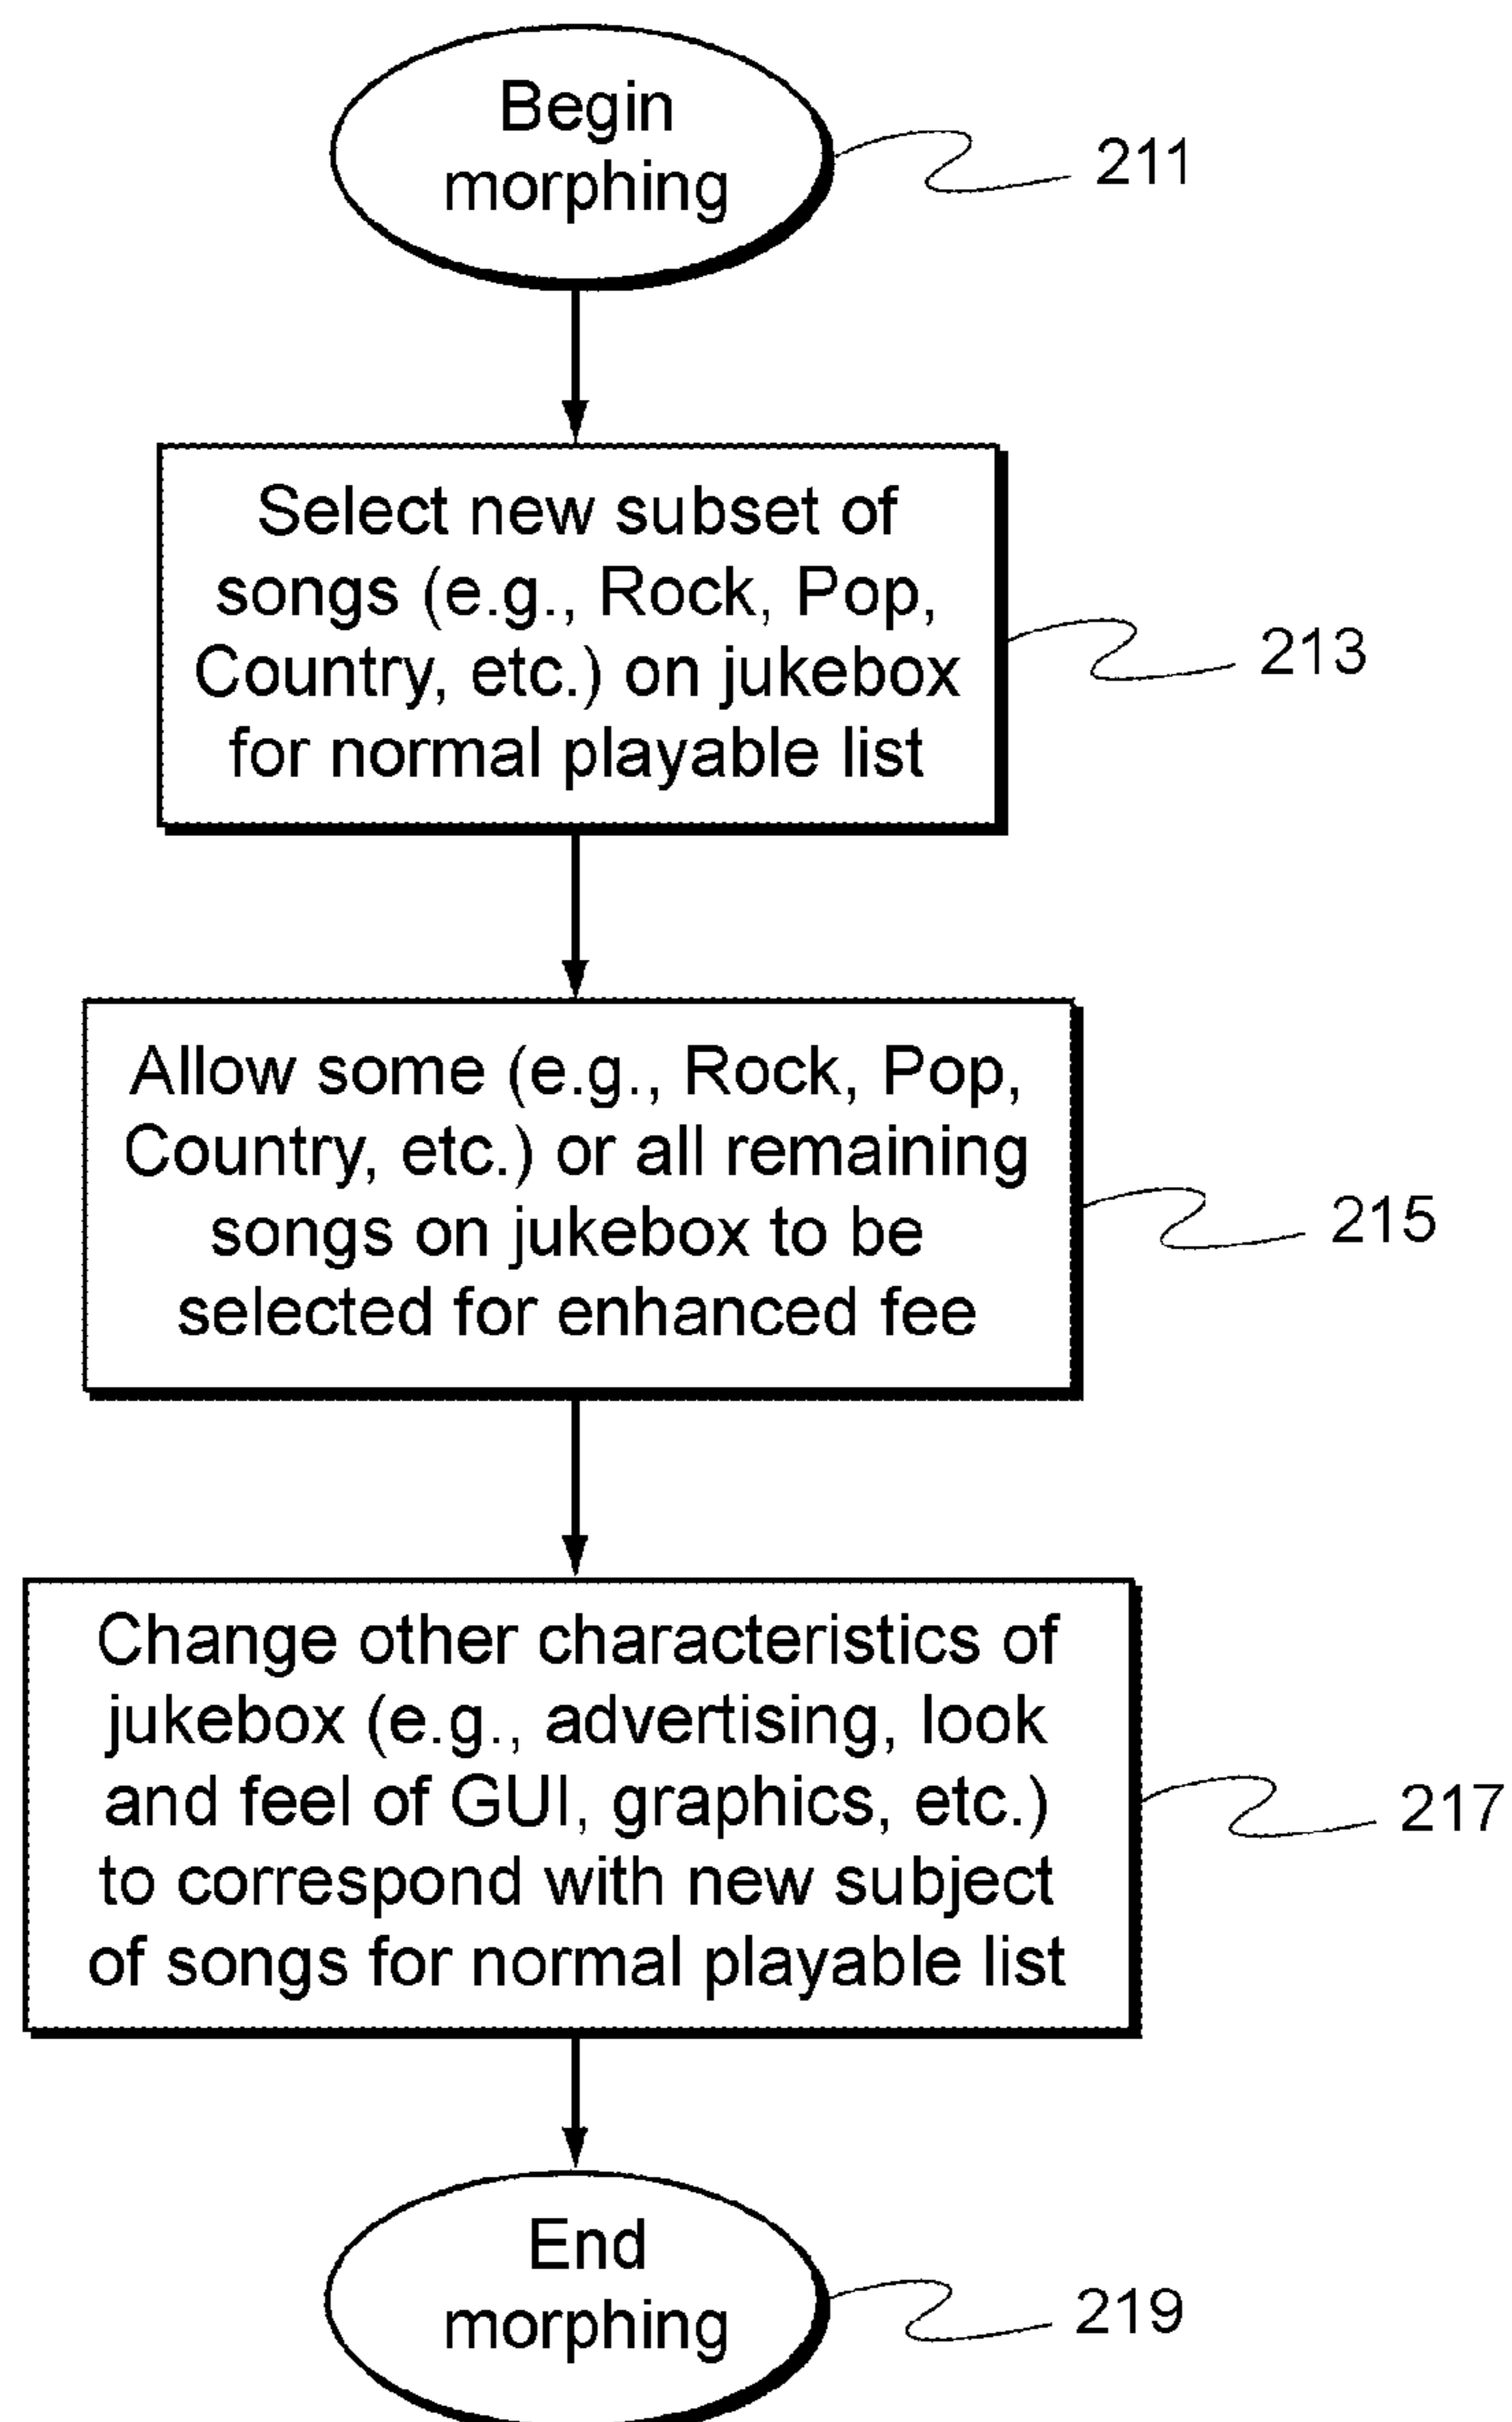 Begin
morphing
211
Select new subset of
songs (e.g., Rock, Pop,
Country, etc.) on jukebox
for normal playable list
213
Allow some (e.g., Rock, Pop,
Country, etc.) or all remaining
songs on jukebox to be
selected for enhanced fee
215
Change other characteristics of
jukebox (e.g., advertising, look
and feel of GUI, graphics, etc.)
to correspond with new subject
of songs for normal playable list
217
End
morphing
219